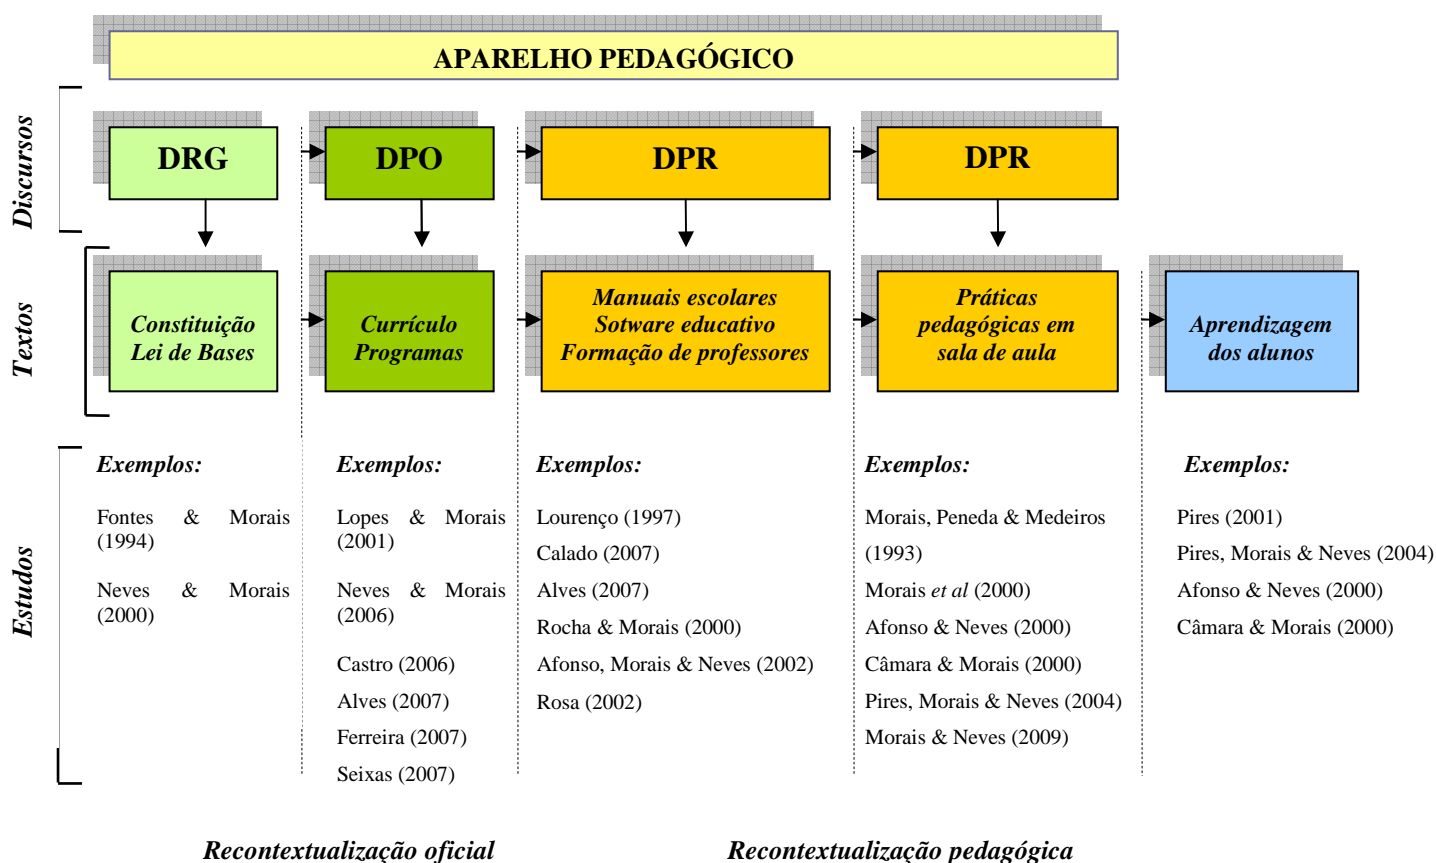 APARELHO PEDAGÓGICO
Discursos
DRG
DPO
DPR
DPR
Textos
Constituição
Lei de Bases
Currículo
Programas
Manuais escolares
Sotware educativo
Formação de professores
Práticas
pedagógicas em
sala de aula
Aprendizagem
dos alunos
Estudos
Exemplos:
Fontes & Morais
(1994)
Neves & Morais
(2000)
Exemplos:
Lopes & Morais
(2001)
Neves & Morais
(2006)
Castro (2006)
Alves (2007)
Ferreira (2007)
Seixas (2007)
Exemplos:
Lourenço (1997)
Calado (2007)
Alves (2007)
Rocha & Morais (2000)
Afonso, Morais & Neves (2002)
Rosa (2002)
Exemplos:
Morais, Peneda & Medeiros
(1993)
Morais et al (2000)
Afonso & Neves (2000)
Câmara & Morais (2000)
Pires, Morais & Neves (2004)
Morais & Neves (2009)
Exemplos:
Pires (2001)
Pires, Morais & Neves (2004)
Afonso & Neves (2000)
Câmara & Morais (2000)
Recontextualização oficial
Recontextualização pedagógica